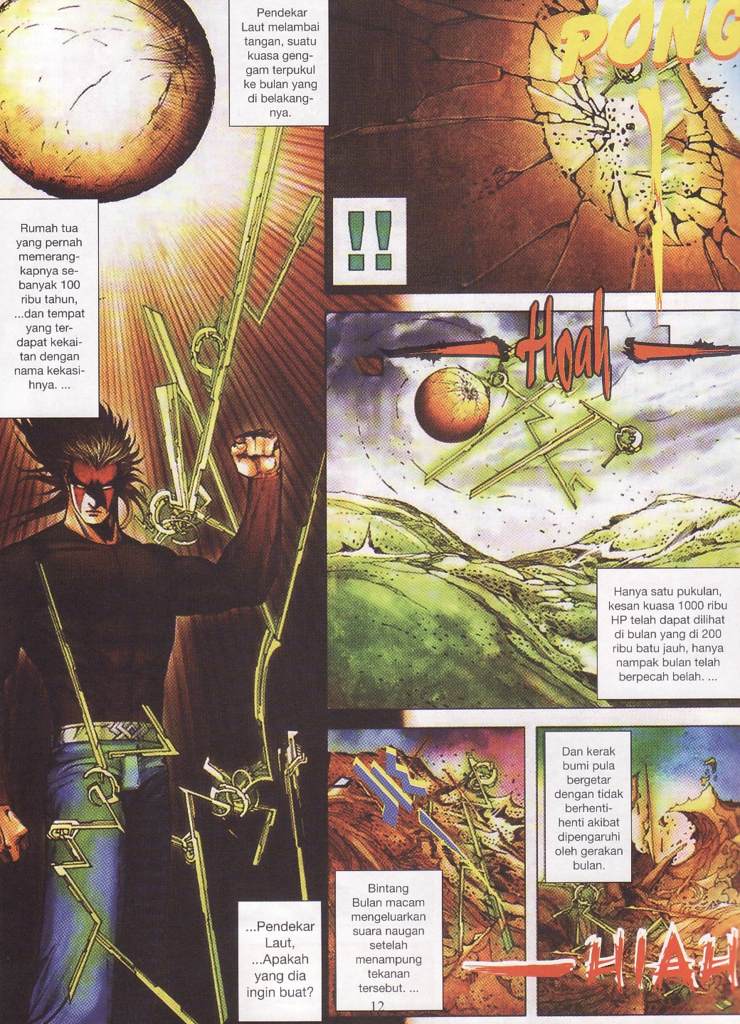 Pendekar
Laut melambai
tangan, suatu
kuasa geng-
gam terpukul
ke bulan yang
di belakang-
nya.
Rumah tua
yang pernah
memerang-
kapnya se-
banyak 100
ribu tahun,
...dan tempat
yang ter-
dapat kekai-
tan dengan
nama kekasi-
hnya. ...
PONG
!!
Hoah
Hanya satu pukulan,
kesan kuasa 1000 ribu
HP telah dapat dilihat
di bulan yang di 200
ribu batu jauh, hanya
nampak bulan telah
berpecah belah. ...
...Pendekar
Laut,
...Apakah
yang dia
ingin buat?
Bintang
Bulan macam
mengeluarkan
suara naugan
setelah
menampung
tekanan
tersebut. ...
Dan kerak
bumi pula
bergetar
dengan tidak
berhenti-
henti akibat
dipengaruhi
oleh gerakan
bulan.
HIAH
12